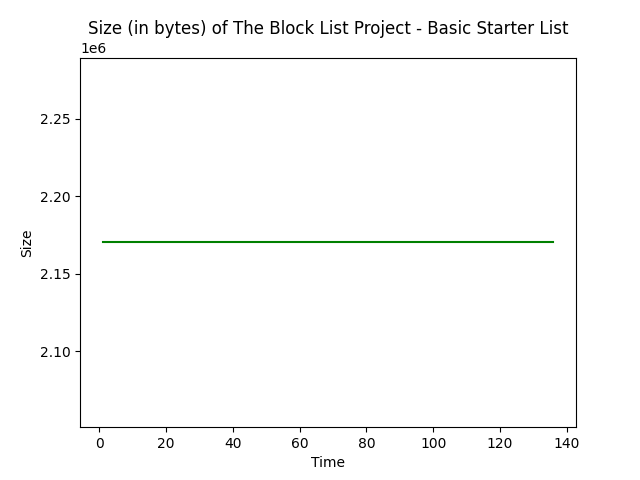 Size (in bytes) of The Block List Project - Basic Starter List
1e6
2.25
2.20
2.15
2.10
Size
0 20 40 60 80 100 120 140
Time